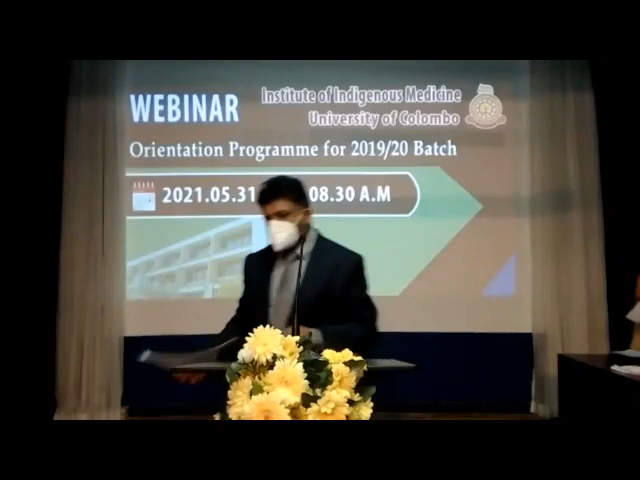 WEBINAR
Institute of Indigenous Medicine
University of Colombo
Orientation Programme for 2019/20 Batch
2021.05.31 08.30 A.M